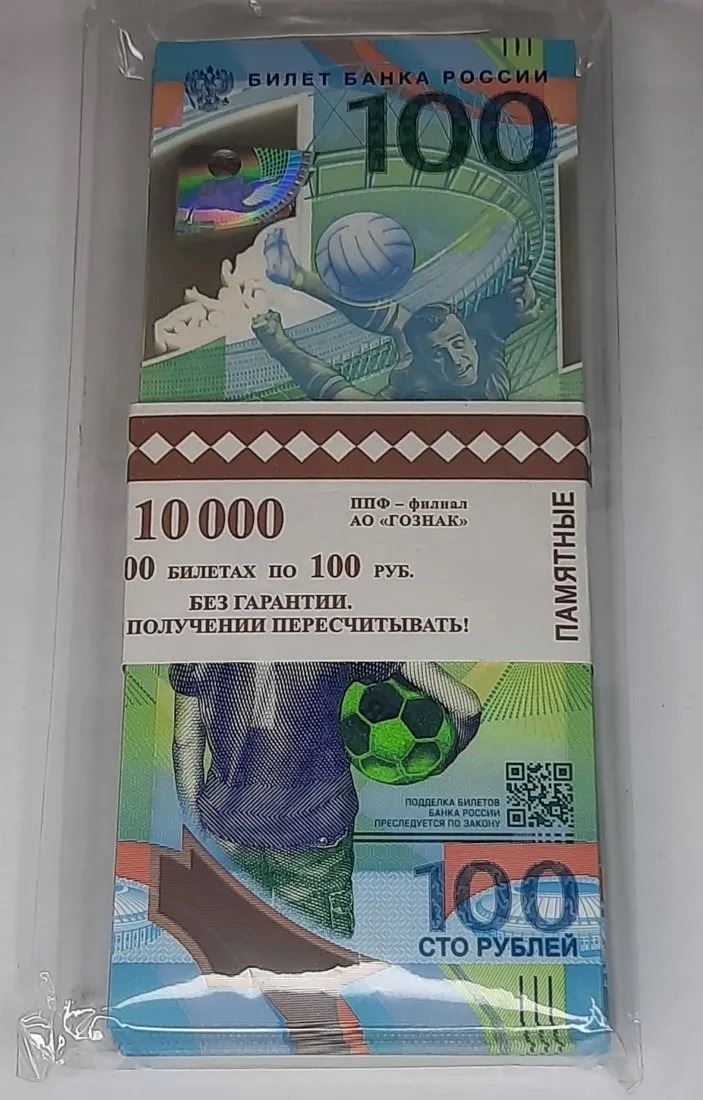 БИЛЕТ БАНКА РОССИИ
100
10 000
ППФ – филиал
АО «ГОЗНАК»
00 БИЛЕТАХ ПО 100 РУБ.
БЕЗ ГАРАНТИИ.
ПОЛУЧЕНИИ ПЕРЕСЧИТЫВАТЬ!
ПАМЯТНЫЕ
ПОДДЕЛКА БИЛЕТОВ
БАНКА РОССИИ
ПРЕСЛЕДУЕТСЯ ПО ЗАКОНУ
100
СТО РУБЛЕЙ